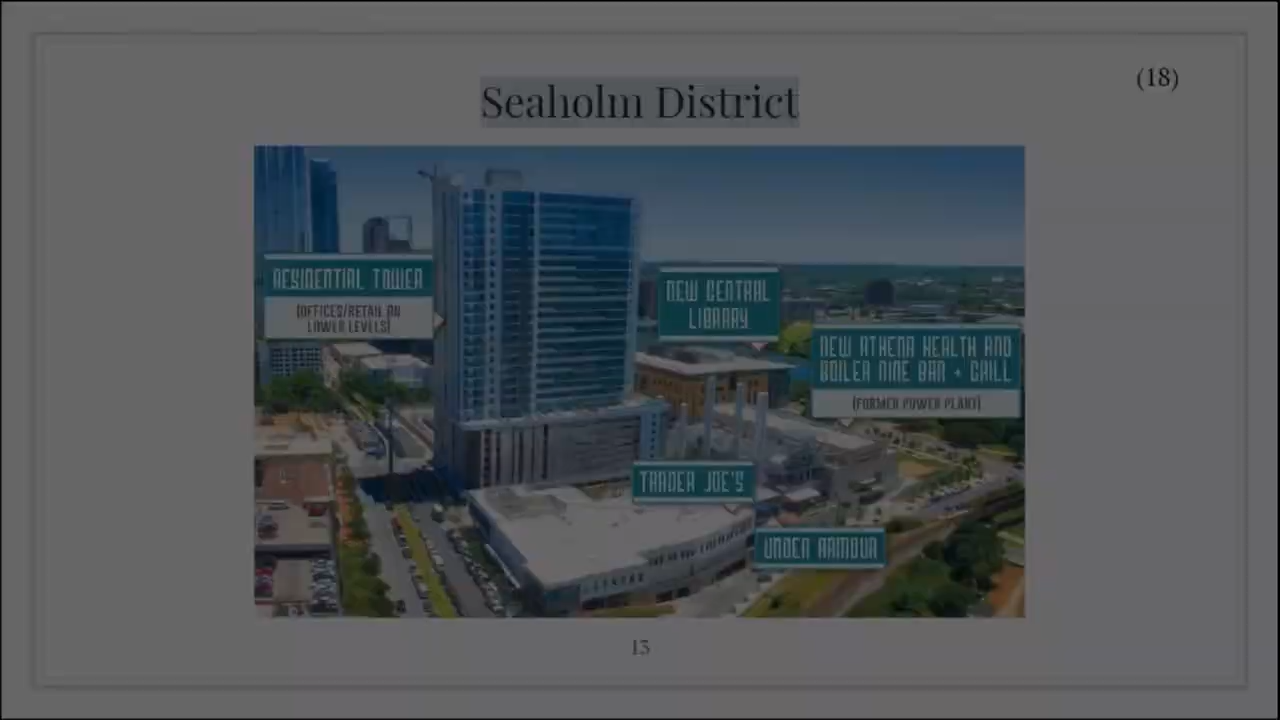 (18)
Seaholm District
RESIDENTIAL TOWER
(OFFICES/RETAIL ON
LOWER LEVELS)
NEW CENTRAL
LIBRARY
NEW ATHENA HEALTH AND
BOILER NINE BAR + GRILL
(FORMER POWER PLANT)
TRADER JOE'S
UNDER ARMOUR
13